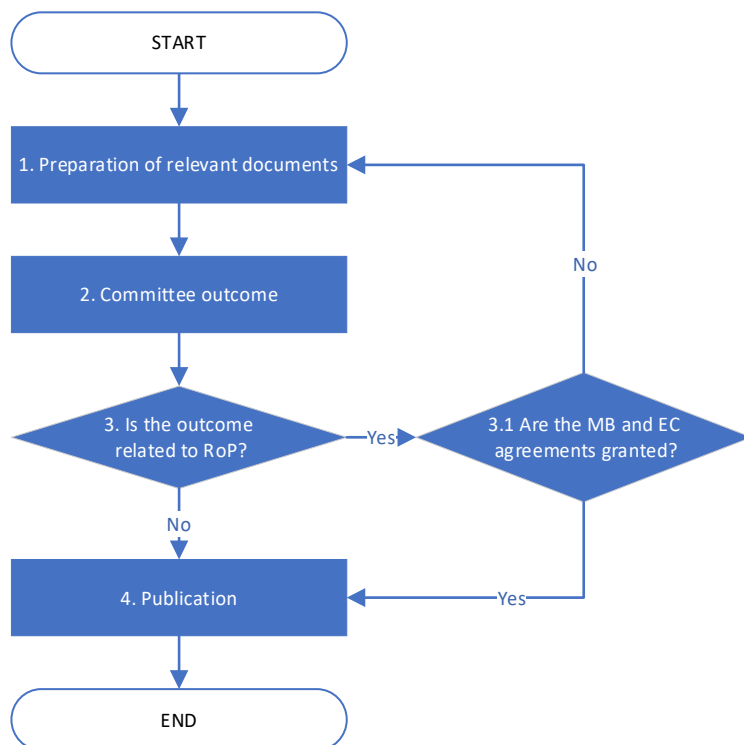 START
1. Preparation of relevant documents
No
2. Committee outcome
3. Is the outcome
related to RoP?
Yes
3.1 Are the MB and EC
agreements granted?
No
4. Publication
Yes
END